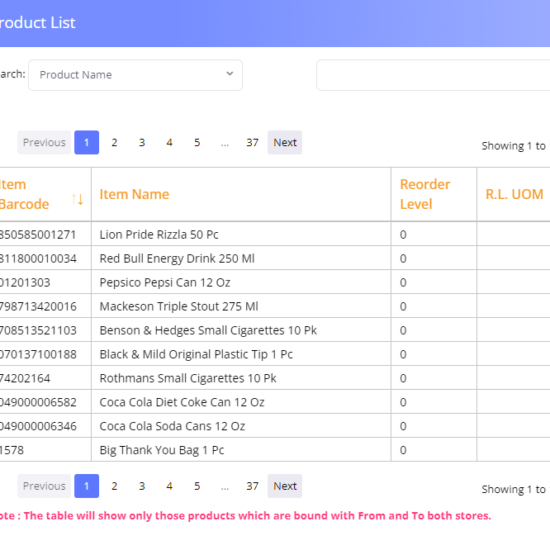 roduct List
arch: Product Name
Previous 1 2 3 4 5 ... 37 Next
Showing 1 to
Item Barcode Item Name Reorder Level R.L. UOM
850585001271 Lion Pride Rizzla 50 Pc 0
811800010034 Red Bull Energy Drink 250 Ml 0
01201303 Pepsico Pepsi Can 12 Oz 0
798713420016 Mackeson Triple Stout 275 Ml 0
708513521103 Benson & Hedges Small Cigarettes 10 Pk 0
070137100188 Black & Mild Original Plastic Tip 1 Pc 0
74202164 Rothmans Small Cigarettes 10 Pk 0
049000006582 Coca Cola Diet Coke Can 12 Oz 0
049000006346 Coca Cola Soda Cans 12 Oz 0
1578 Big Thank You Bag 1 Pc 0
Previous 1 2 3 4 5 ... 37 Next
Showing 1 to
ote : The table will show only those products which are bound with From and To both stores.